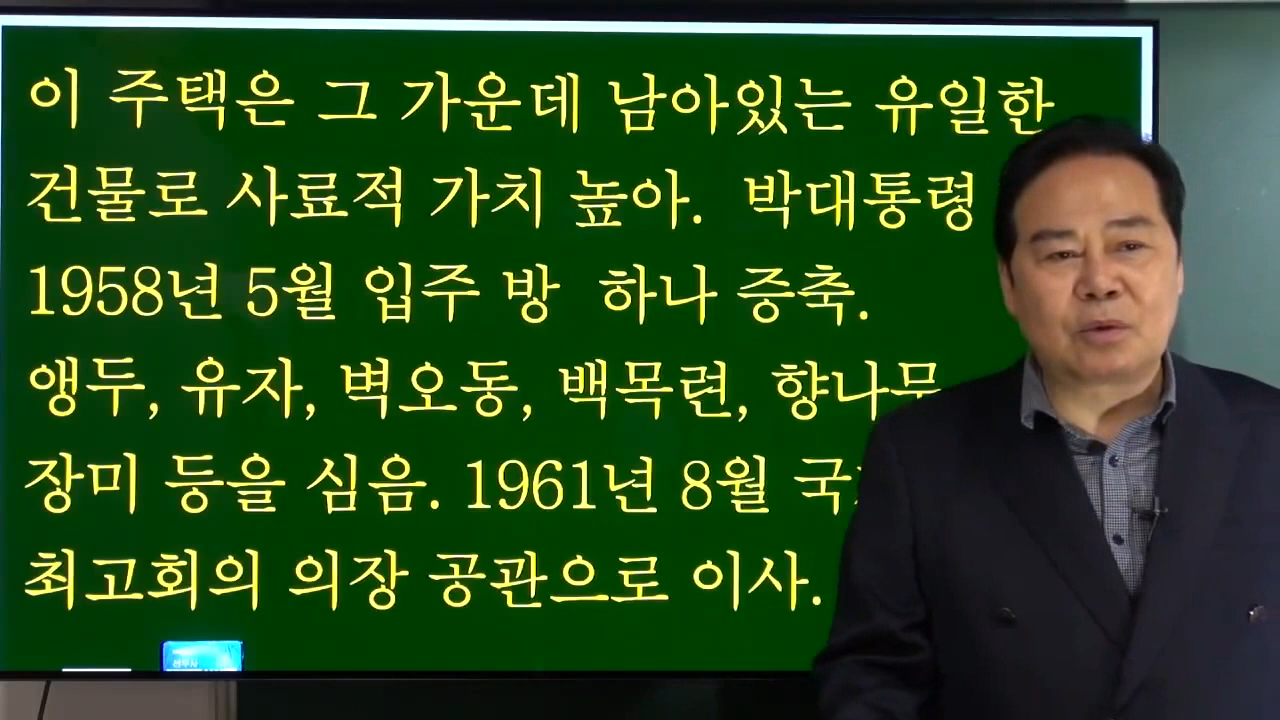 이 주택은 그 가운데 남아있는 유일한
건물로 사료적 가치 높아. 박대통령
1958년 5월 입주 방 하나 증축.
앵두, 유자, 벽오동, 백목련, 향나무
장미 등을 심음. 1961년 8월
최고회의 의장 공관으로 이사.